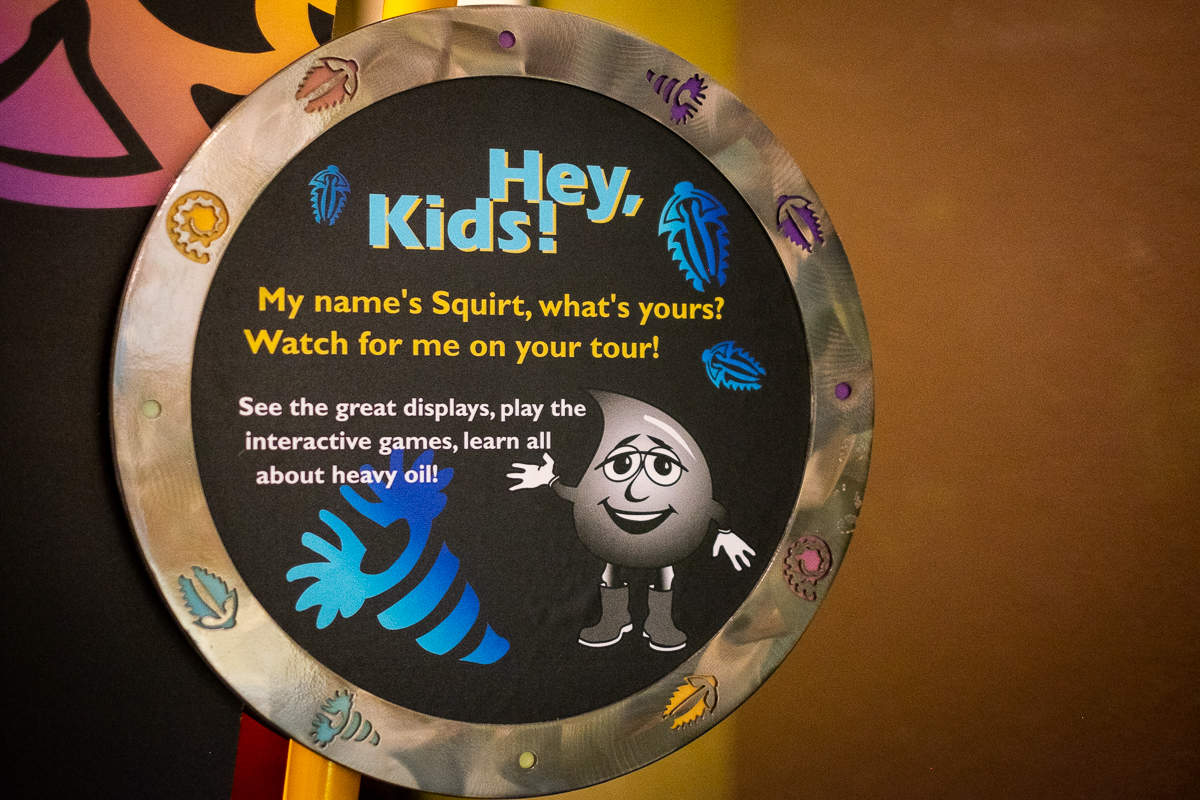 Hey,
Kids!
My name's Squirt, what's yours?
Watch for me on your tour!
See the great displays, play the
interactive games, learn all
about heavy oil!